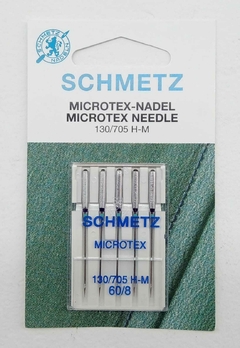 SCHMETZ
MICROTEX-NADEL
MICROTEX NEEDLE
130/705 H-M
SCHMETZ
MICROTEX
130/705 H-M
60/8